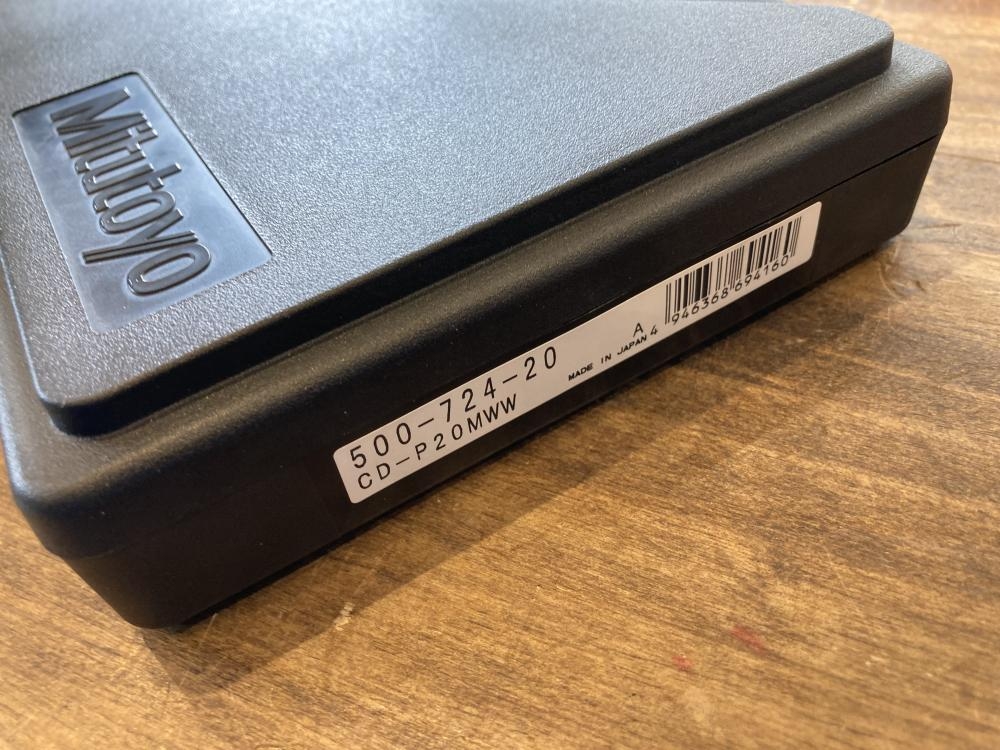 Mitutoyo
500-724-20
CD-P20MWW
A
MADE IN JAPAN
4 946368 694160